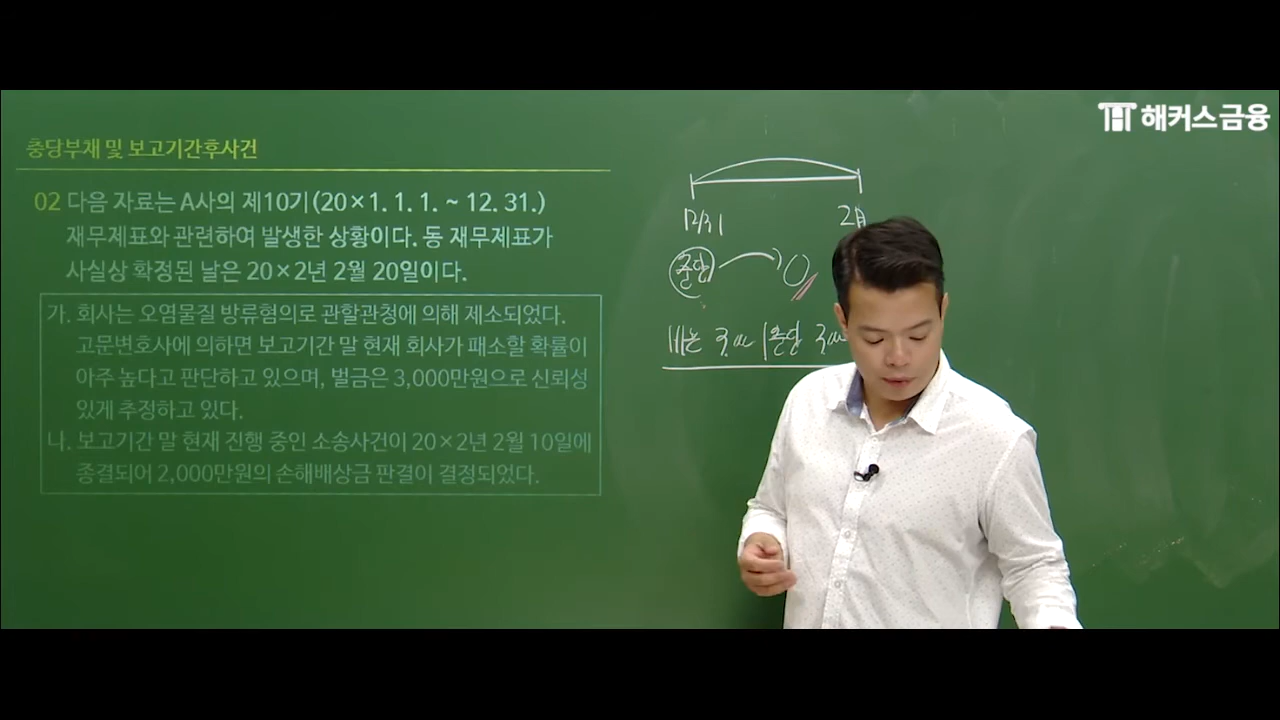 해커스금융
충당부채 및 보고기간후사건
02 다음 자료는 A사의 제10기(20×1. 1. 1. ~ 12. 31.)
재무제표와 관련하여 발생한 상황이다. 동 재무제표가
사실상 확정된 날은 20×2년 2월 20일이다.
가. 회사는 오염물질 방류혐의로 관할관청에 의해 제소되었다.
고문변호사에 의하면 보고기간 말 현재 회사가 패소할 확률이
아주 높다고 판단하고 있으며, 벌금은 3,000만원으로 신뢰성
있게 추정하고 있다.
나. 보고기간 말 현재 진행 중인 소송사건이 20×2년 2월 10일에
종결되어 2,000만원의 손해배상금 판결이 결정되었다.
12/31
2月
충당
비용 충당